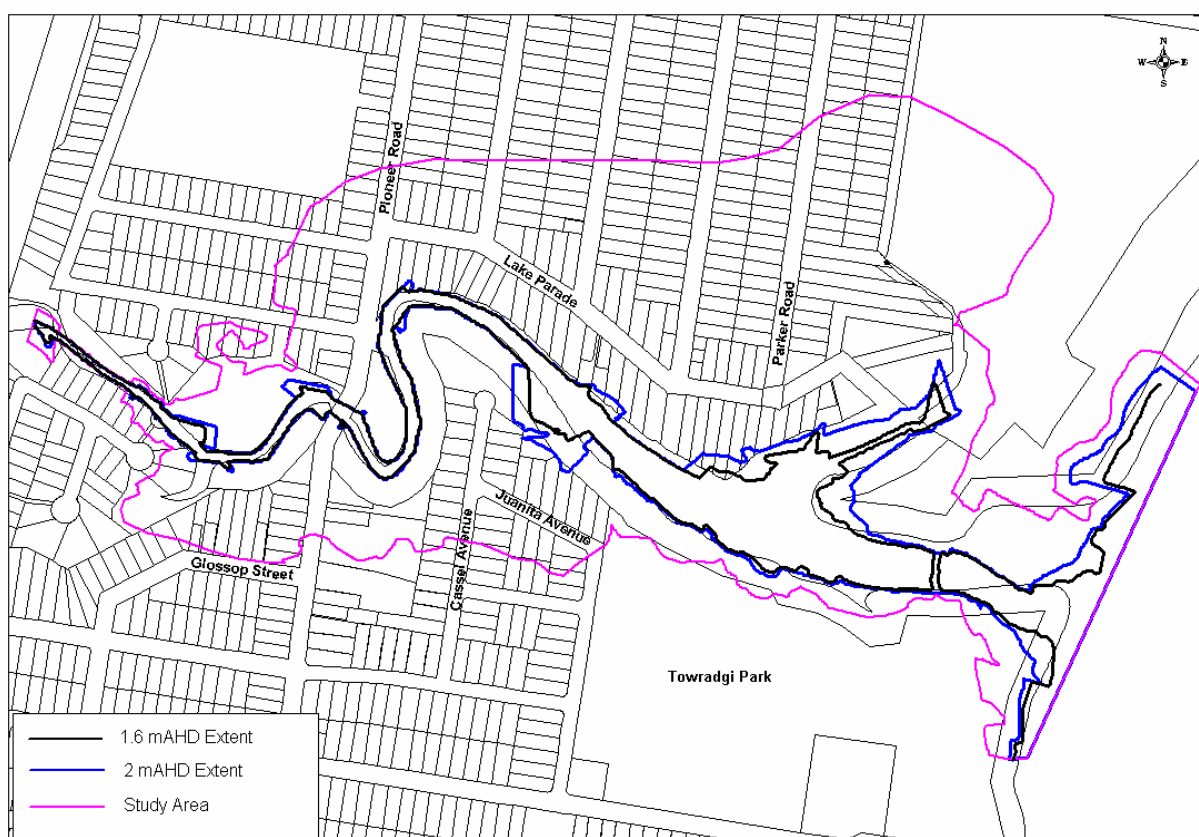 N
W E
S
Pioneer Road
Lake Parade
Parker Road
Juanita Avenue
Cassel Avenue
Glossop Street
Towradgi Park
1.6 mAHD Extent
2 mAHD Extent
Study Area